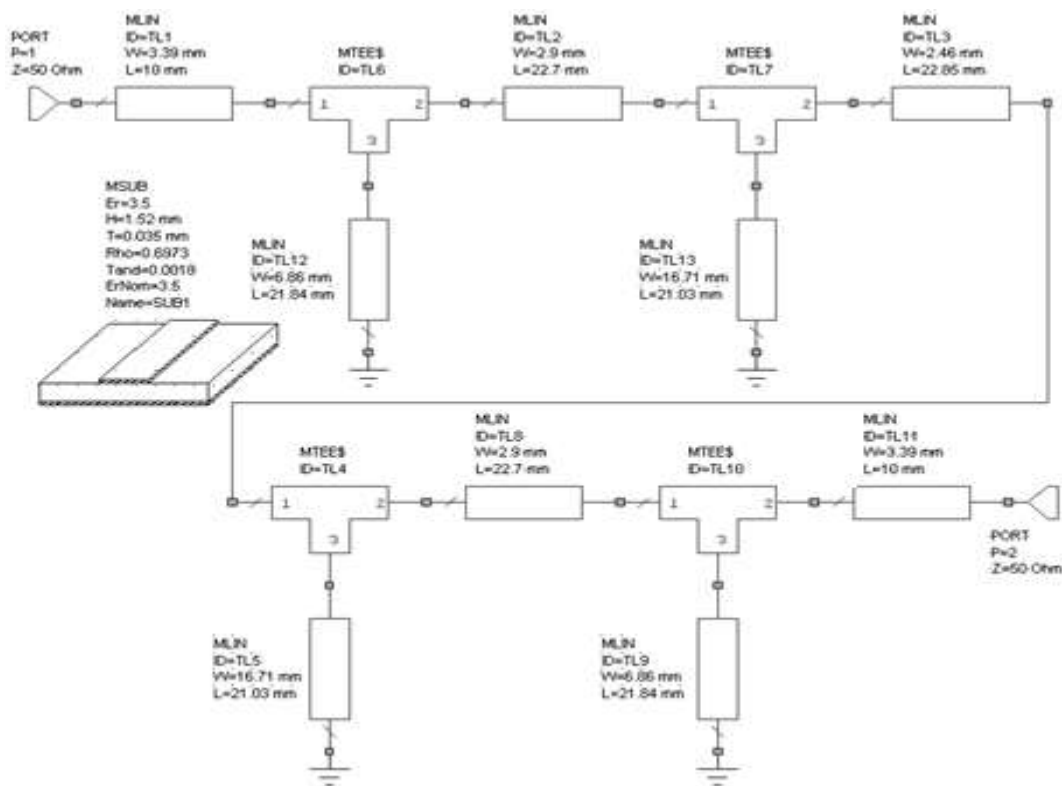 PORT
P=1
Z=50 Ohm
MLIN
ID=TL1
W=3.39 mm
L=10 mm
MTEE$
ID=TL6
MLIN
ID=TL2
W=2.9 mm
L=22.7 mm
MTEE$
ID=TL7
MLIN
ID=TL3
W=2.46 mm
L=22.85 mm
1 2
3
1 2
3
MSUB
Er=3.5
H=1.52 mm
T=0.035 mm
Rho=0.6973
Tand=0.0018
ErNom=3.5
Name=SUB1
MLIN
ID=TL12
W=6.86 mm
L=21.84 mm
MLIN
ID=TL13
W=16.71 mm
L=21.03 mm
MTEE$
ID=TL4
MLIN
ID=TL8
W=2.9 mm
L=22.7 mm
MTEE$
ID=TL10
MLIN
ID=TL11
W=3.39 mm
L=10 mm
1 2
3
1 2
3
PORT
P=2
Z=50 Ohm
MLIN
ID=TL5
W=16.71 mm
L=21.03 mm
MLIN
ID=TL9
W=6.86 mm
L=21.84 mm